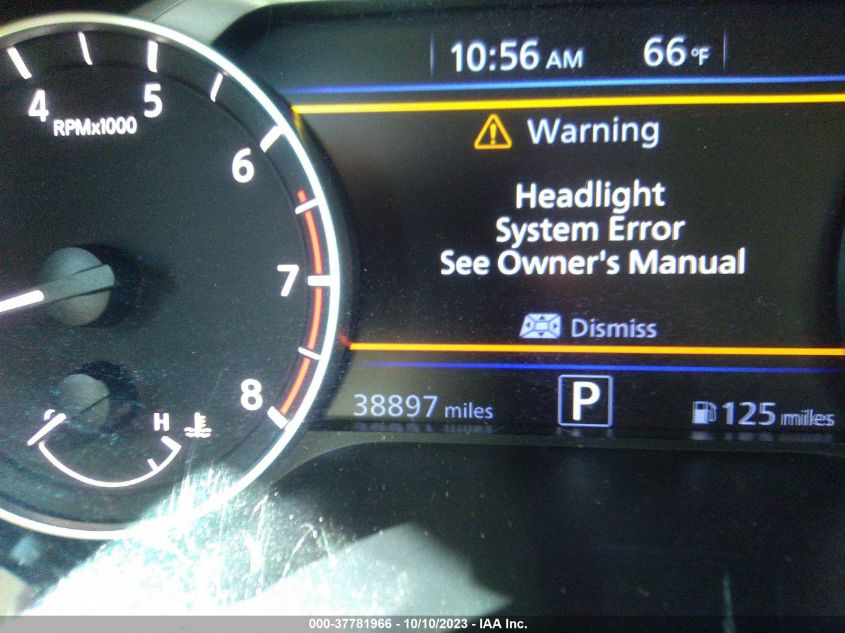 10:56 AM 66°F
4 5
RPMx1000
Warning
6
Headlight
System Error
See Owner's Manual
7
Dismiss
8
38897 miles P 125 miles
C H
000-37781966 - 10/10/2023 - IAA Inc.